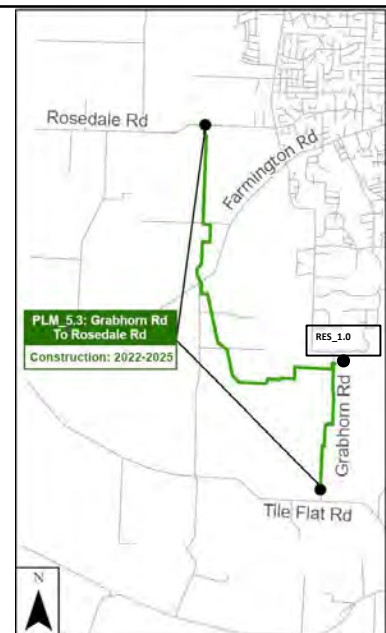 Rosedale Rd
Farmington Rd
PLM_5.3: Grabhorn Rd
To Rosedale Rd
Construction: 2022-2025
RES_1.0
Grabhorn Rd
Tile Flat Rd
N